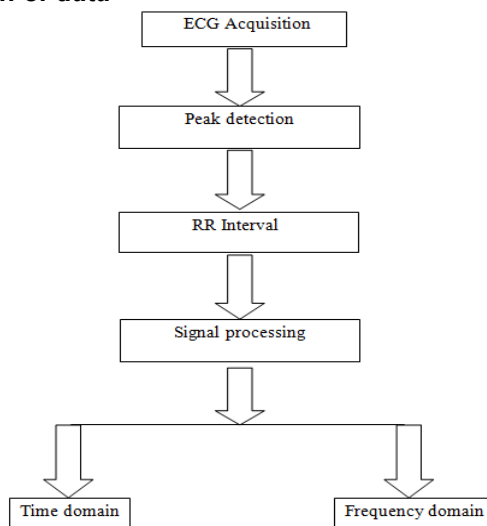 of data
ECG Acquisition
Peak detection
RR Interval
Signal processing
Time domain
Frequency domain